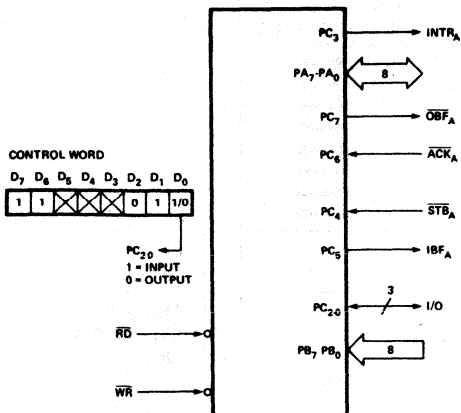 PC3 INTRA
PA7-PA0 8
PC7 OBFA
CONTROL WORD
PC6 ACKA
D7 D6 D5 D4 D3 D2 D1 D0
1 1 0 1 1/0
PC4 STBA
PC2 0
1 = INPUT
0 = OUTPUT
PC5 IBFA
3
PC2-0 I/O
RD
PB7 PB0 8
WR